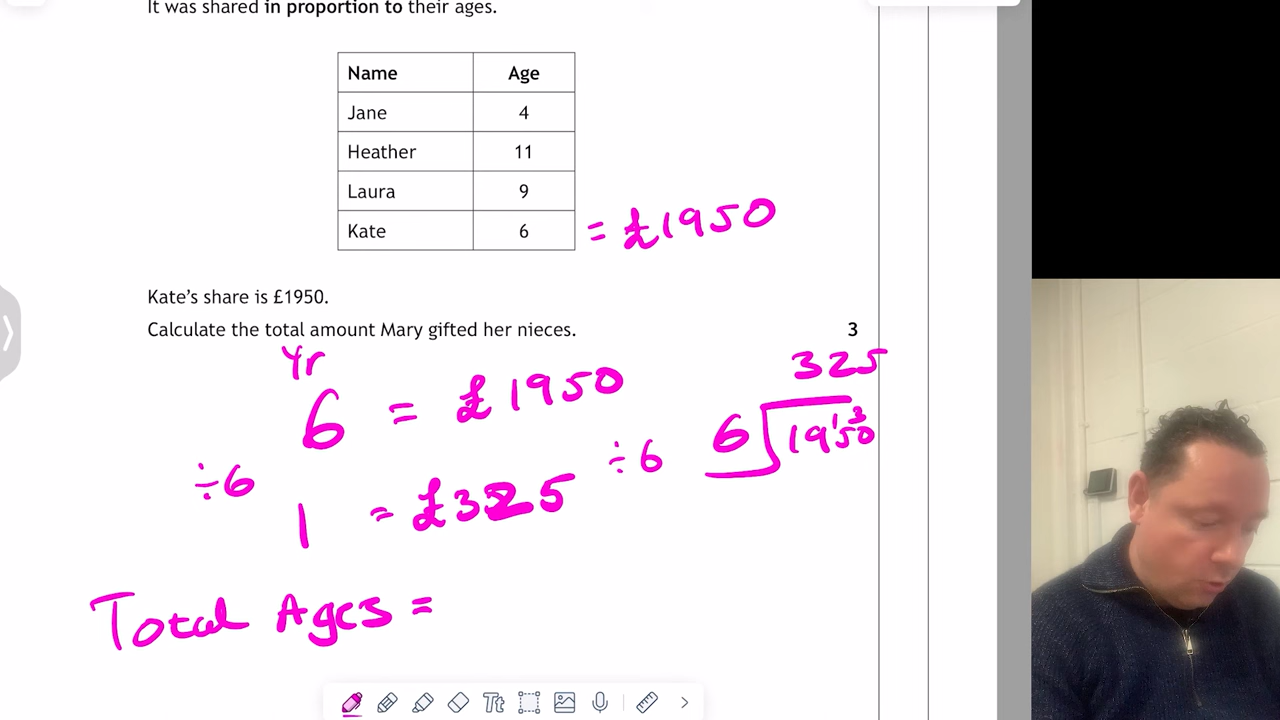 It was shared in proportion to their ages.
Name Age
Jane 4
Heather 11
Laura 9
Kate 6 = £1950
Kate's share is £1950.
Calculate the total amount Mary gifted her nieces. 3
Yr
6 = £1950
÷6 1 = £325 ÷6
325
6 19¹5³0
Total Ages =
Tt